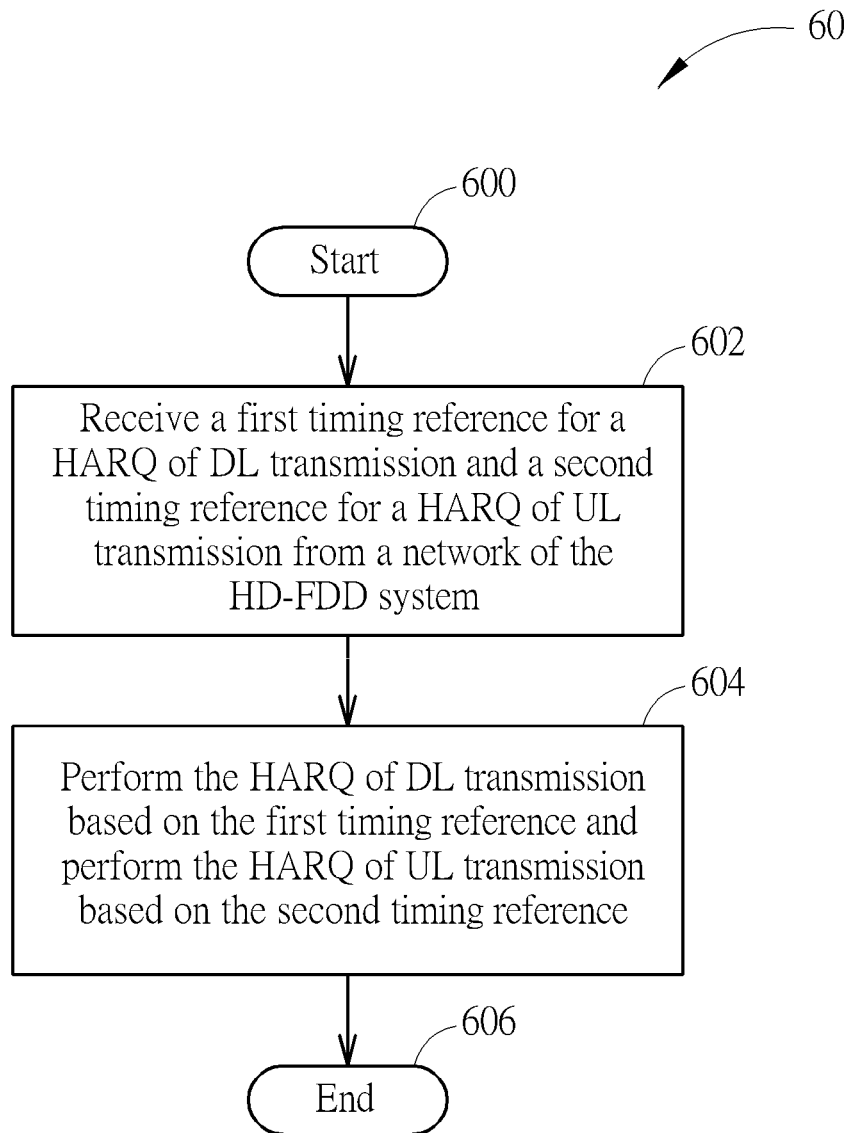 60
600
Start
602
Receive a first timing reference for a
HARQ of DL transmission and a second
timing reference for a HARQ of UL
transmission from a network of the
HD-FDD system
604
Perform the HARQ of DL transmission
based on the first timing reference and
perform the HARQ of UL transmission
based on the second timing reference
606
End